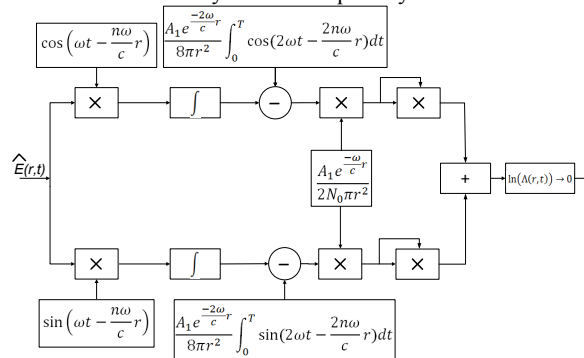 cos (ωt − nω/c r)
A₁e^(−2ω/c r)/8πr² ∫₀ᵀ cos(2ωt − 2nω/c r)dt
× ∫ − × ×
Ê(r,t)
A₁e^(−ω/c r)/2N₀πr²
+
ln(Λ(r,t)) → 0
× ∫ − × ×
sin (ωt − nω/c r)
A₁e^(−2ω/c r)/8πr² ∫₀ᵀ sin(2ωt − 2nω/c r)dt